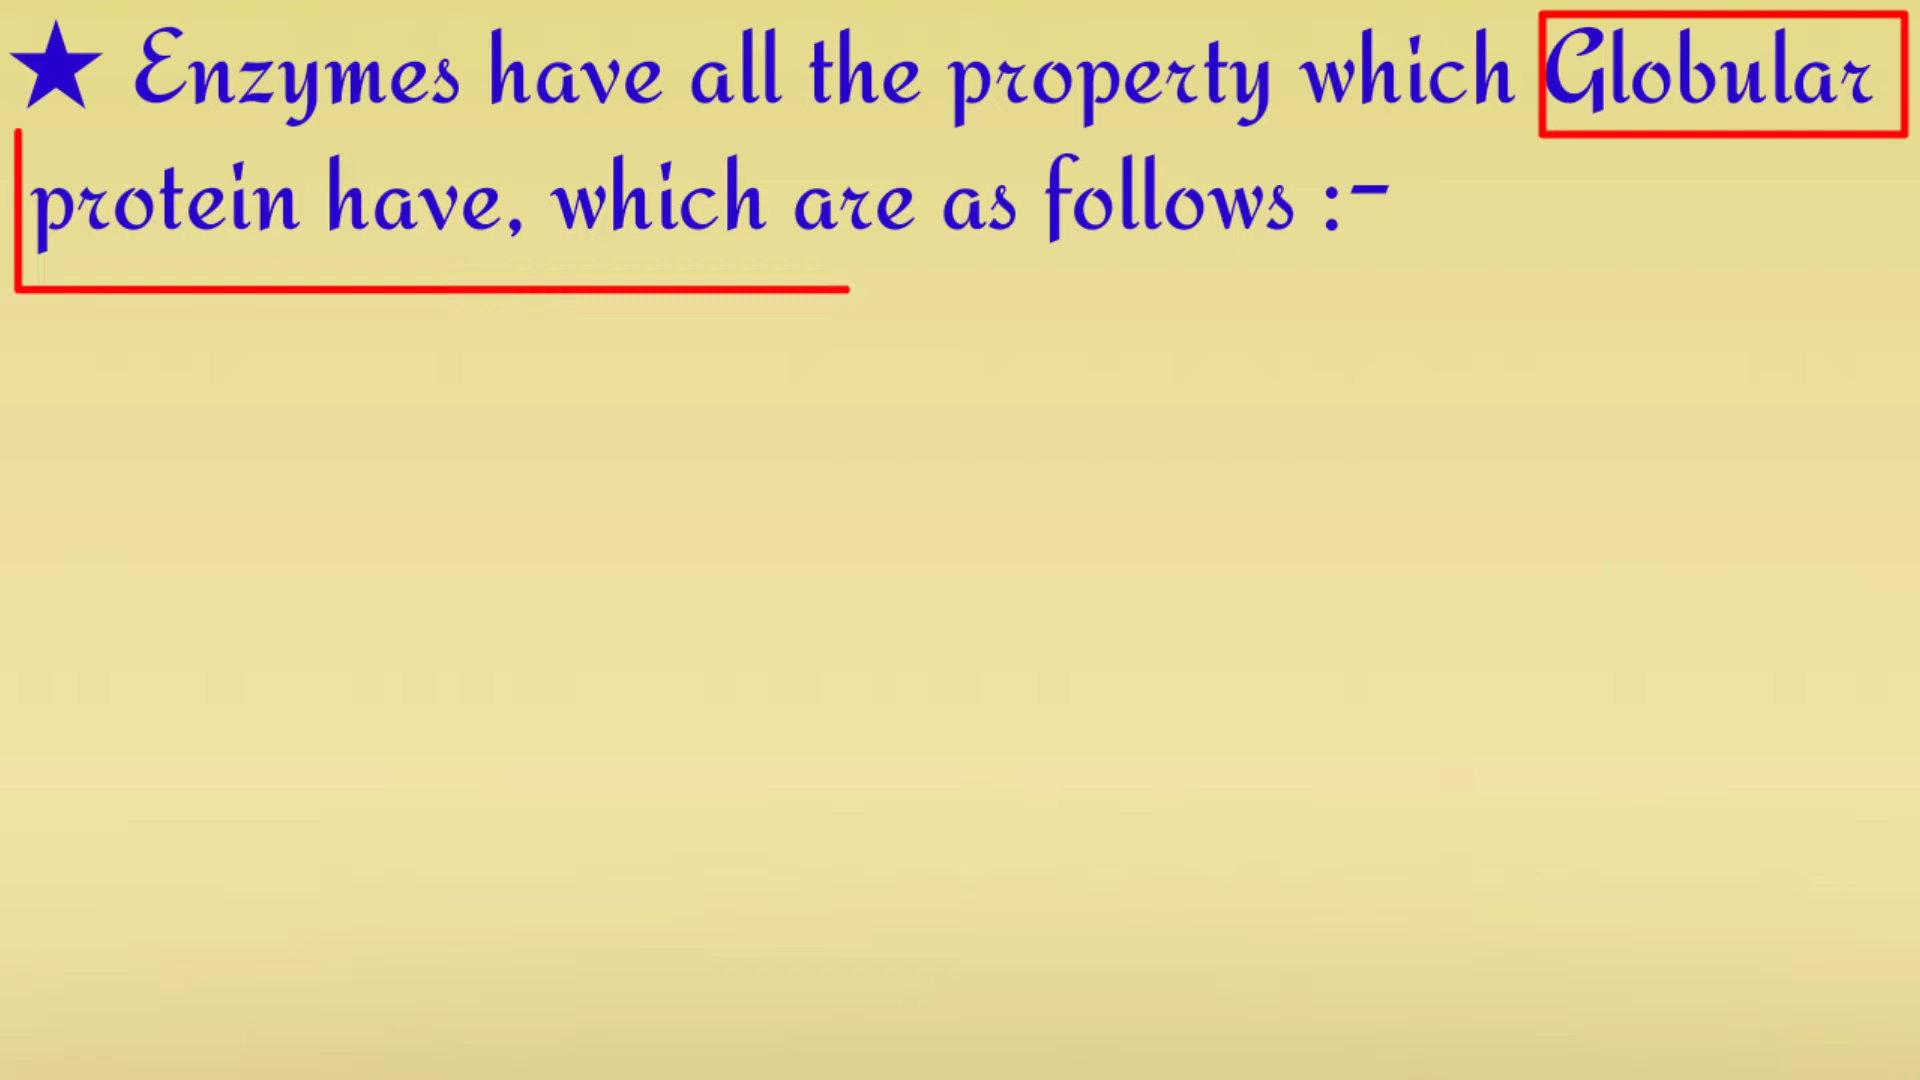 ★ Enzymes have all the property which Globular
protein have, which are as follows :-